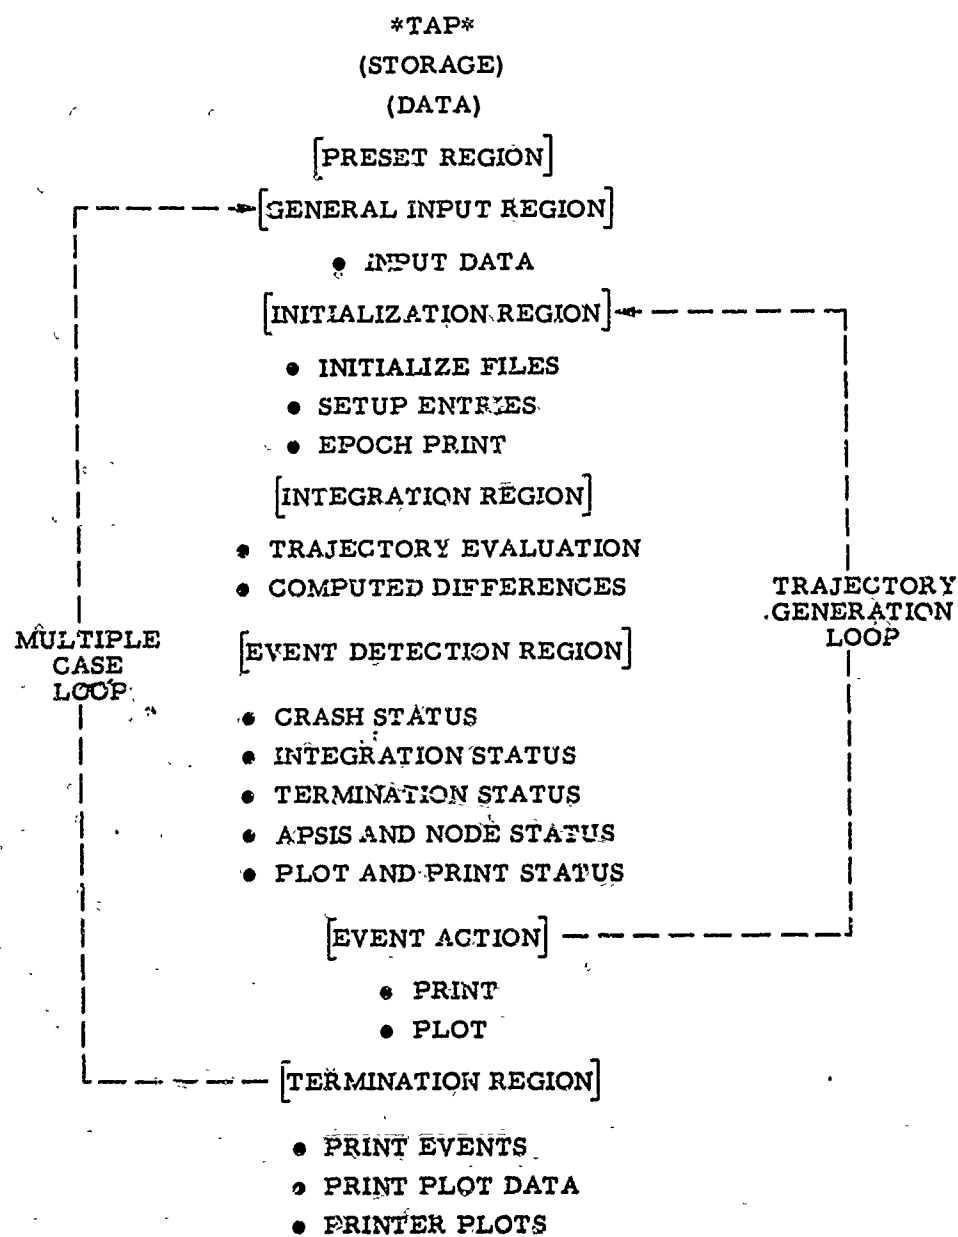 *TAP*
(STORAGE)
(DATA)
[PRESET REGION]
[GENERAL INPUT REGION]
• INPUT DATA
[INITIALIZATION REGION]
• INITIALIZE FILES
• SETUP ENTRIES
• EPOCH PRINT
[INTEGRATION REGION]
• TRAJECTORY EVALUATION
• COMPUTED DIFFERENCES
TRAJECTORY
GENERATION
LOOP
MULTIPLE
CASE
LOOP
[EVENT DETECTION REGION]
• CRASH STATUS
• INTEGRATION STATUS
• TERMINATION STATUS
• APSIS AND NODE STATUS
• PLOT AND PRINT STATUS
[EVENT ACTION]
• PRINT
• PLOT
[TERMINATION REGION]
• PRINT EVENTS
• PRINT PLOT DATA
• PRINTER PLOTS